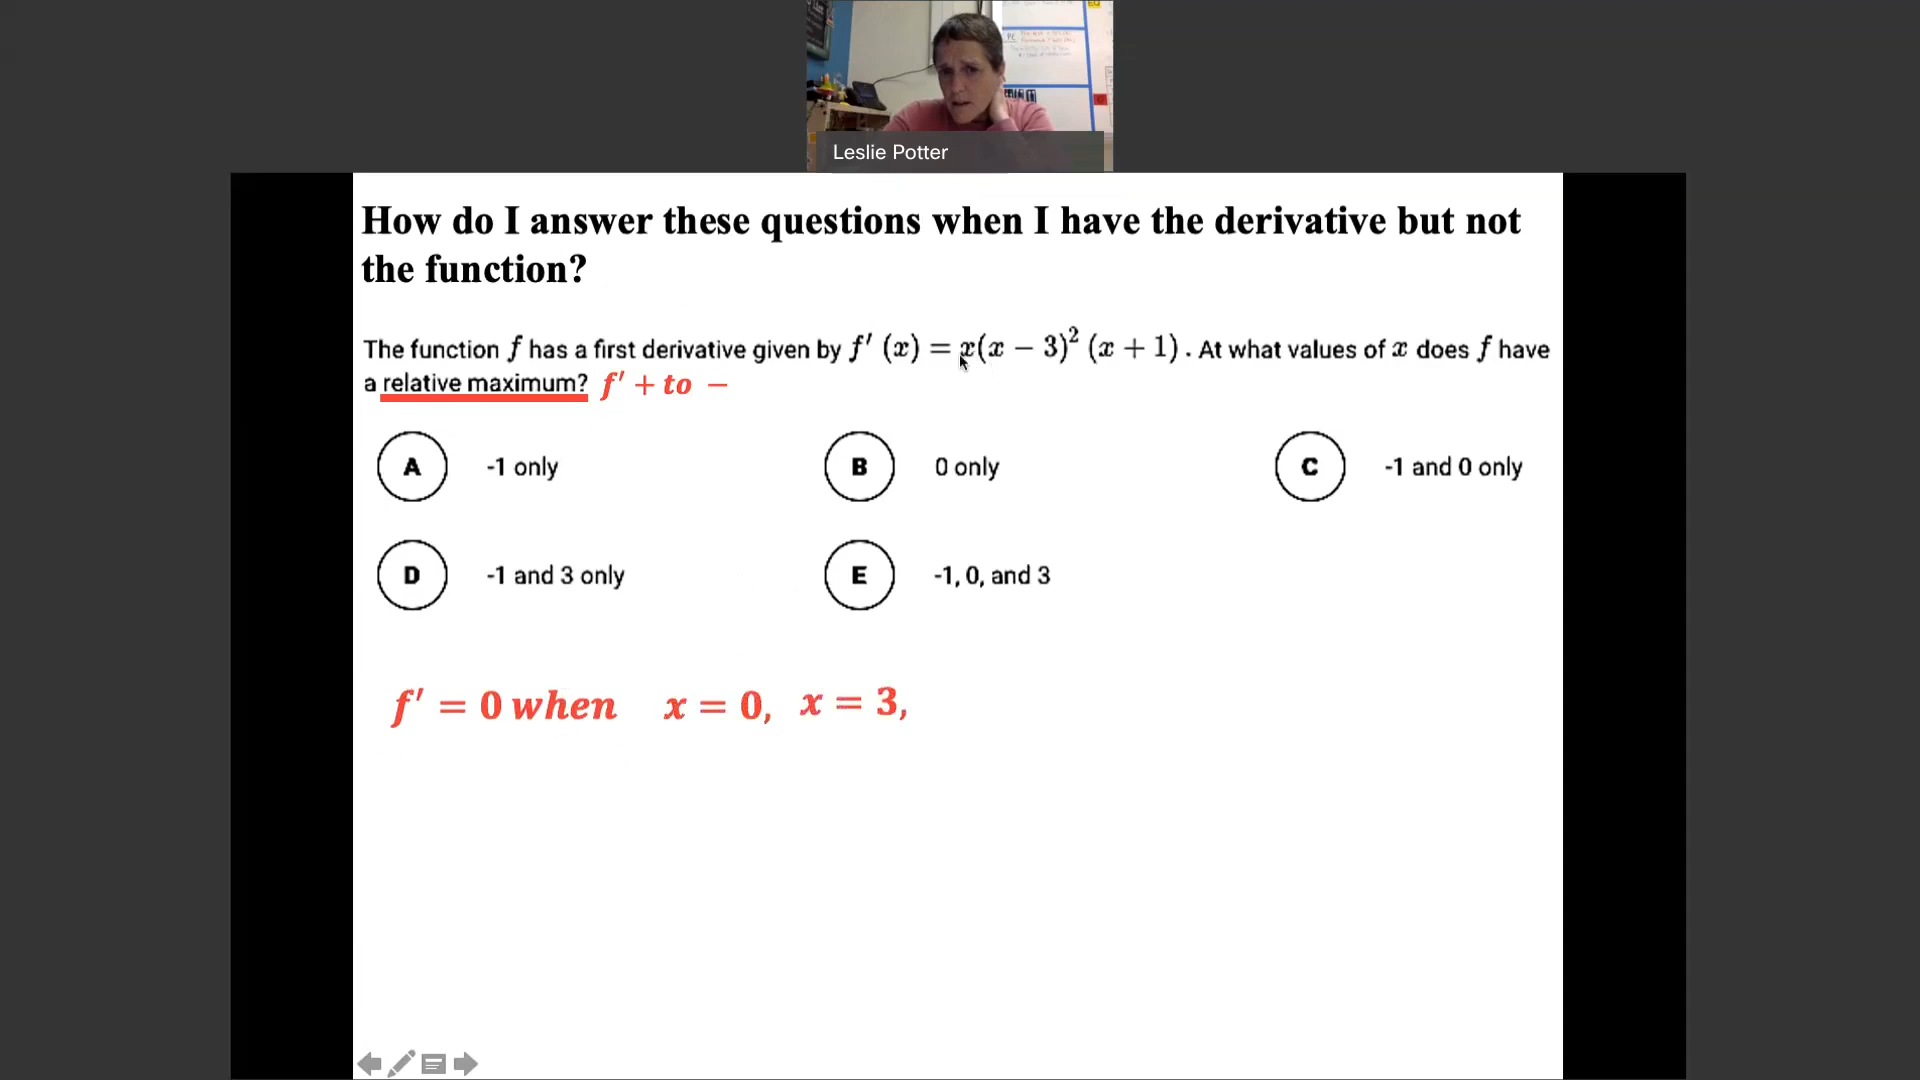 Leslie Potter
How do I answer these questions when I have the derivative but not
the function?
The function f has a first derivative given by f′ (x) = x(x − 3)² (x + 1) . At what values of x does f have
a relative maximum? f′ + to −
A -1 only B 0 only C -1 and 0 only
D -1 and 3 only E -1, 0, and 3
f′ = 0 when x = 0, x = 3,